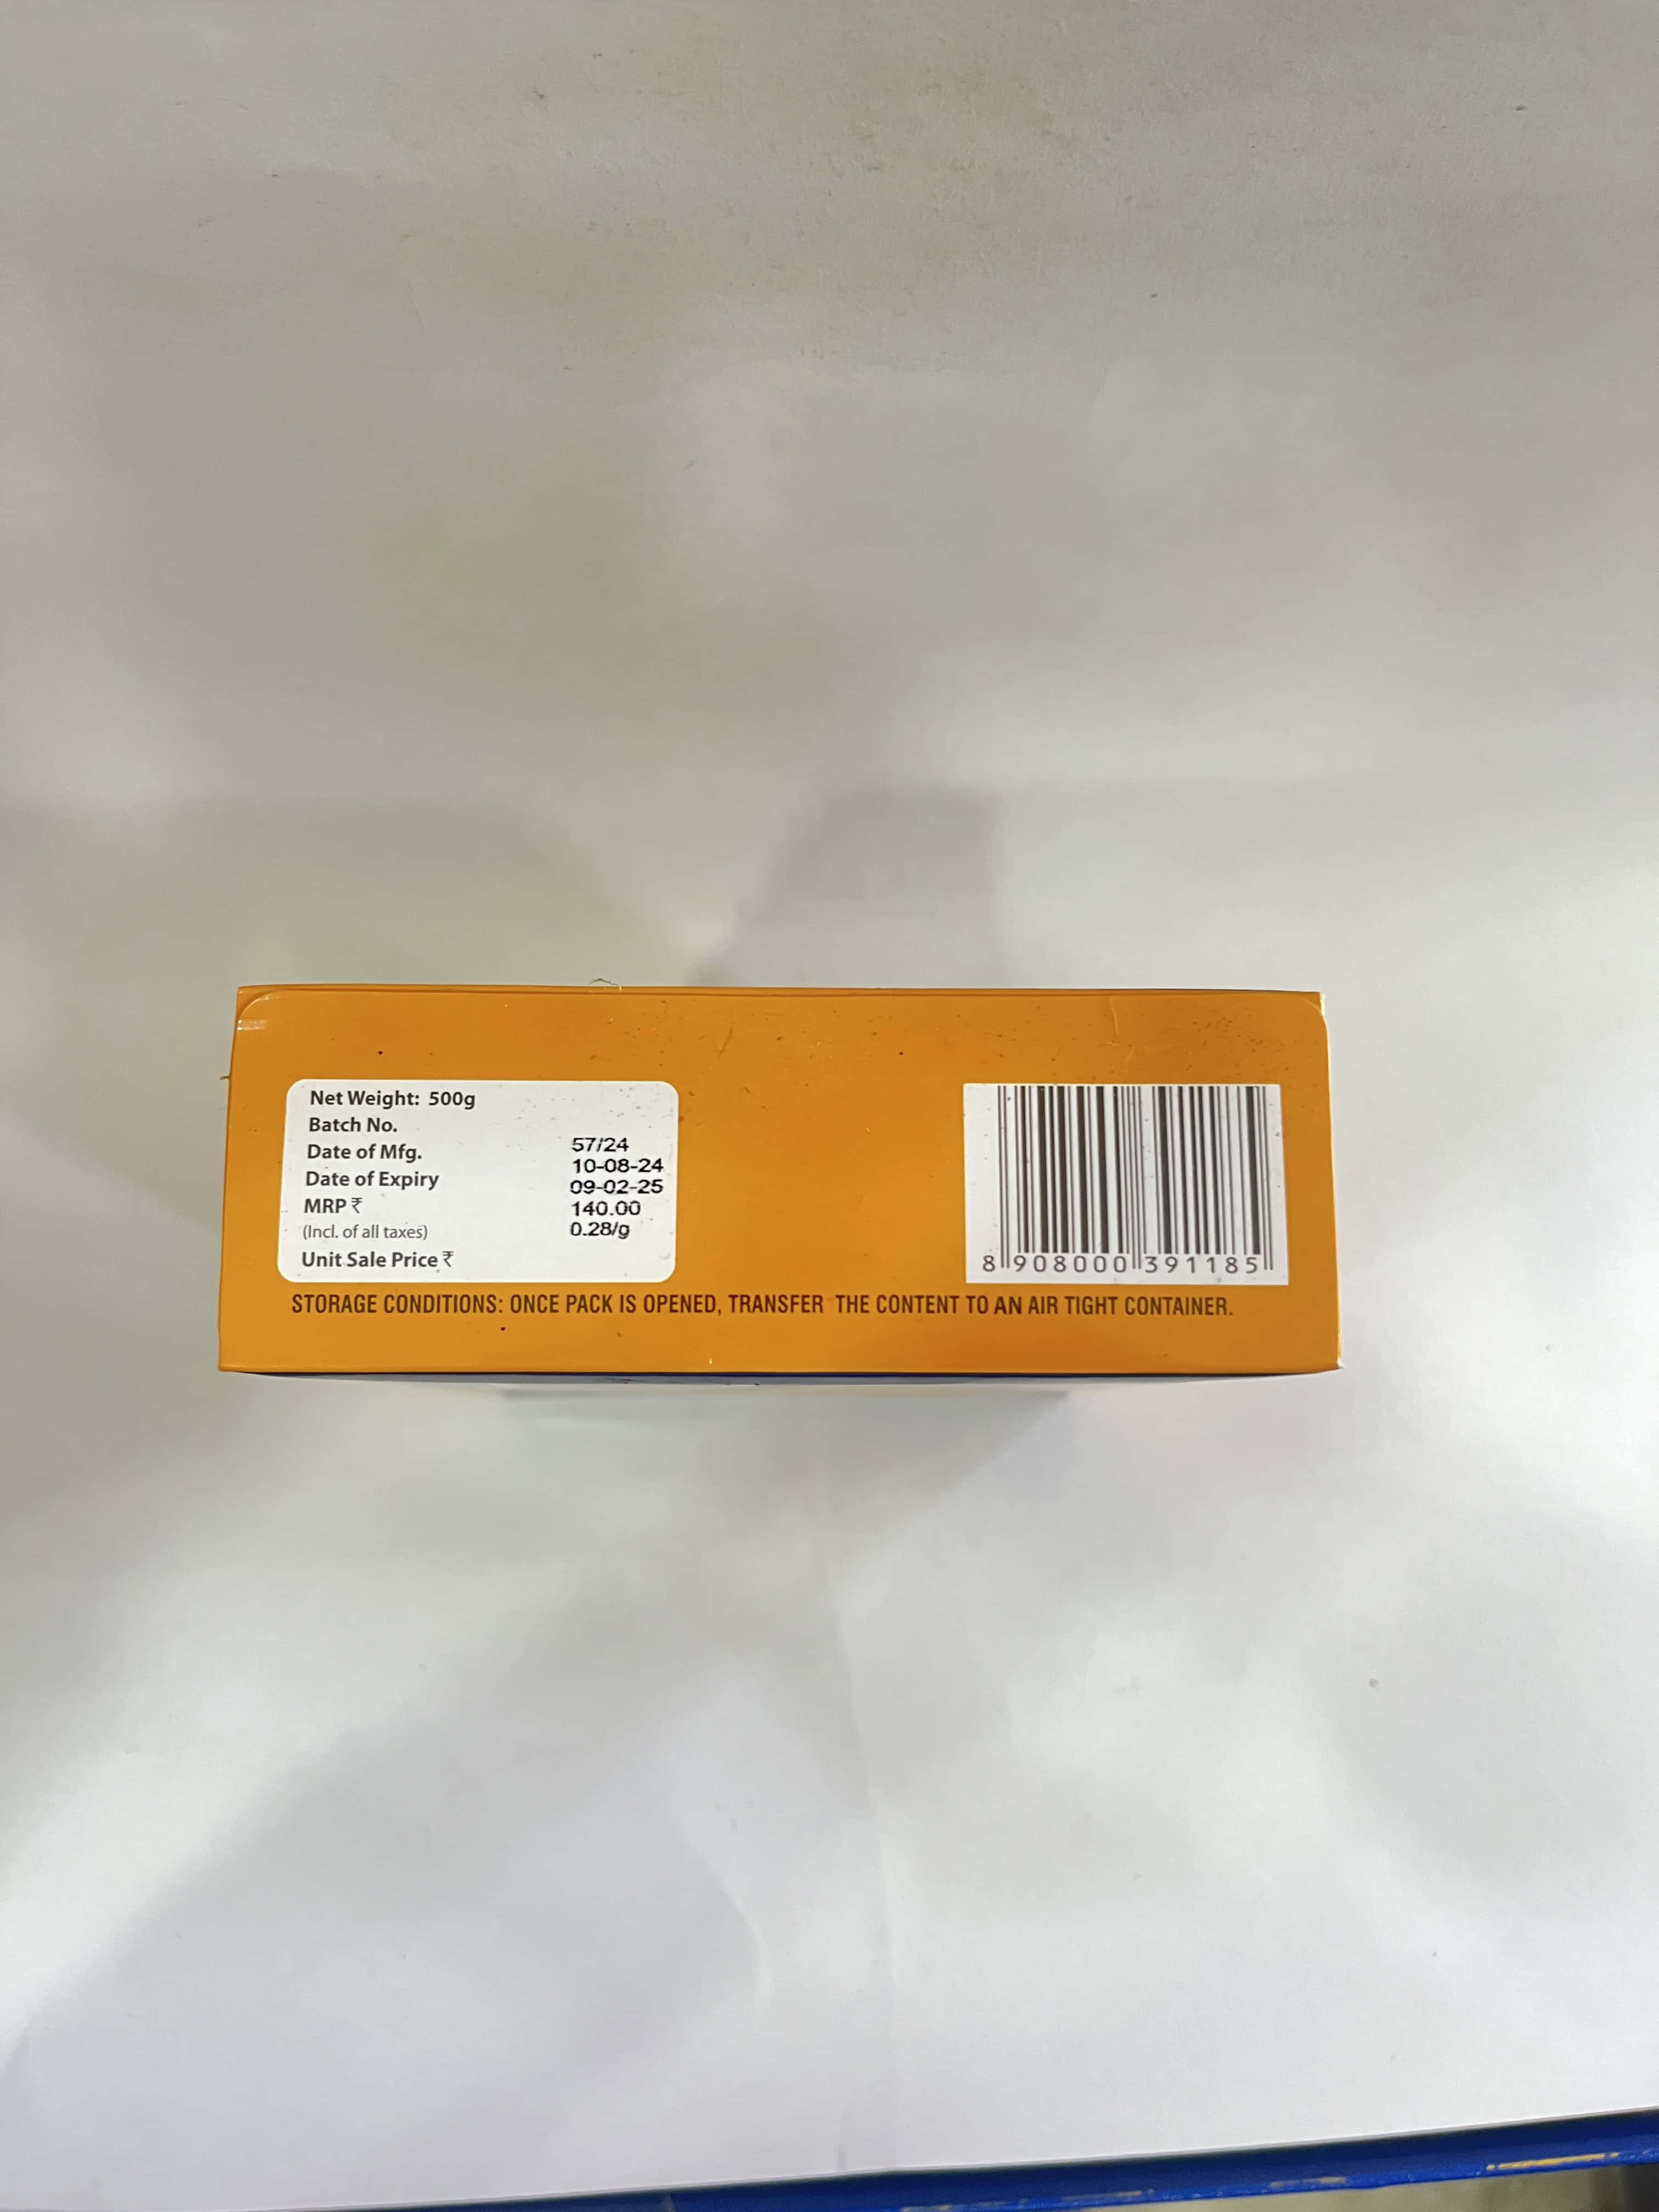 Net Weight: 500g
Batch No.
Date of Mfg.
Date of Expiry
MRP ₹
(Incl. of all taxes)
Unit Sale Price ₹
57/24
10-08-24
09-02-25
140.00
0.28/g
8 908000 391185
STORAGE CONDITIONS: ONCE PACK IS OPENED, TRANSFER THE CONTENT TO AN AIR TIGHT CONTAINER.